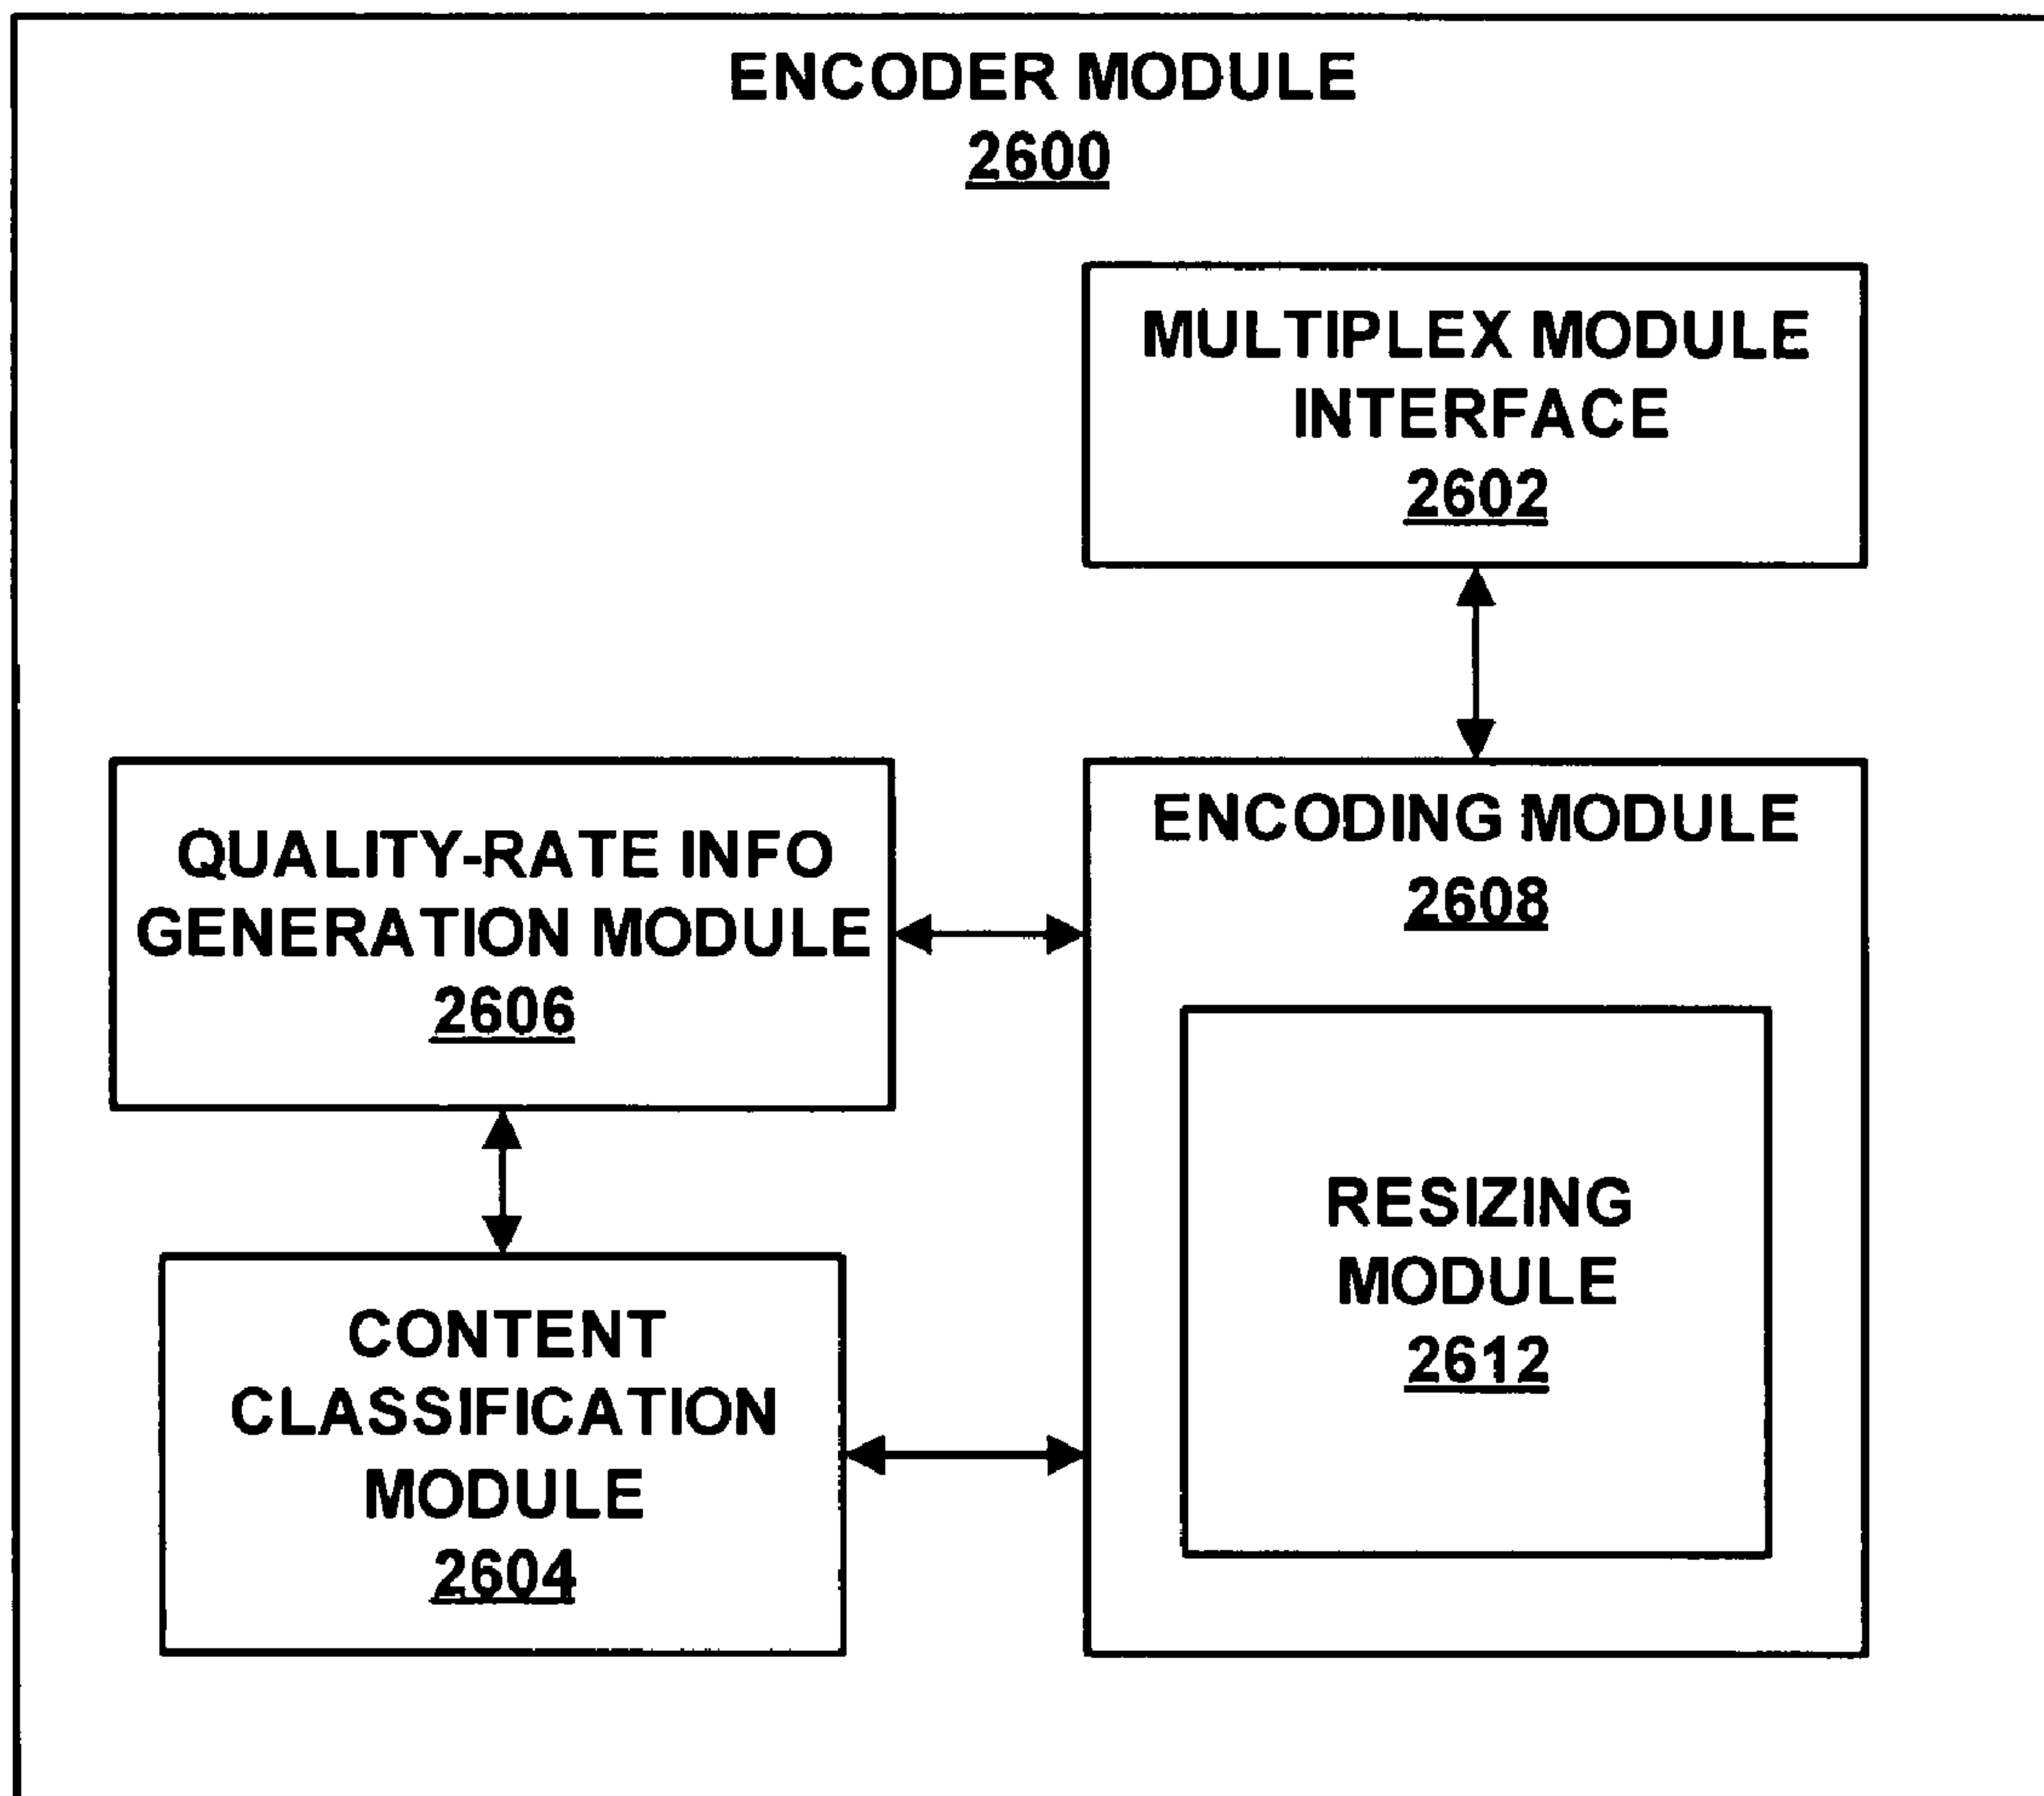 ENCODER MODULE
2600
MULTIPLEX MODULE
INTERFACE
2602
QUALITY-RATE INFO
GENERATION MODULE
2606
ENCODING MODULE
2608
RESIZING
MODULE
2612
CONTENT
CLASSIFICATION
MODULE
2604